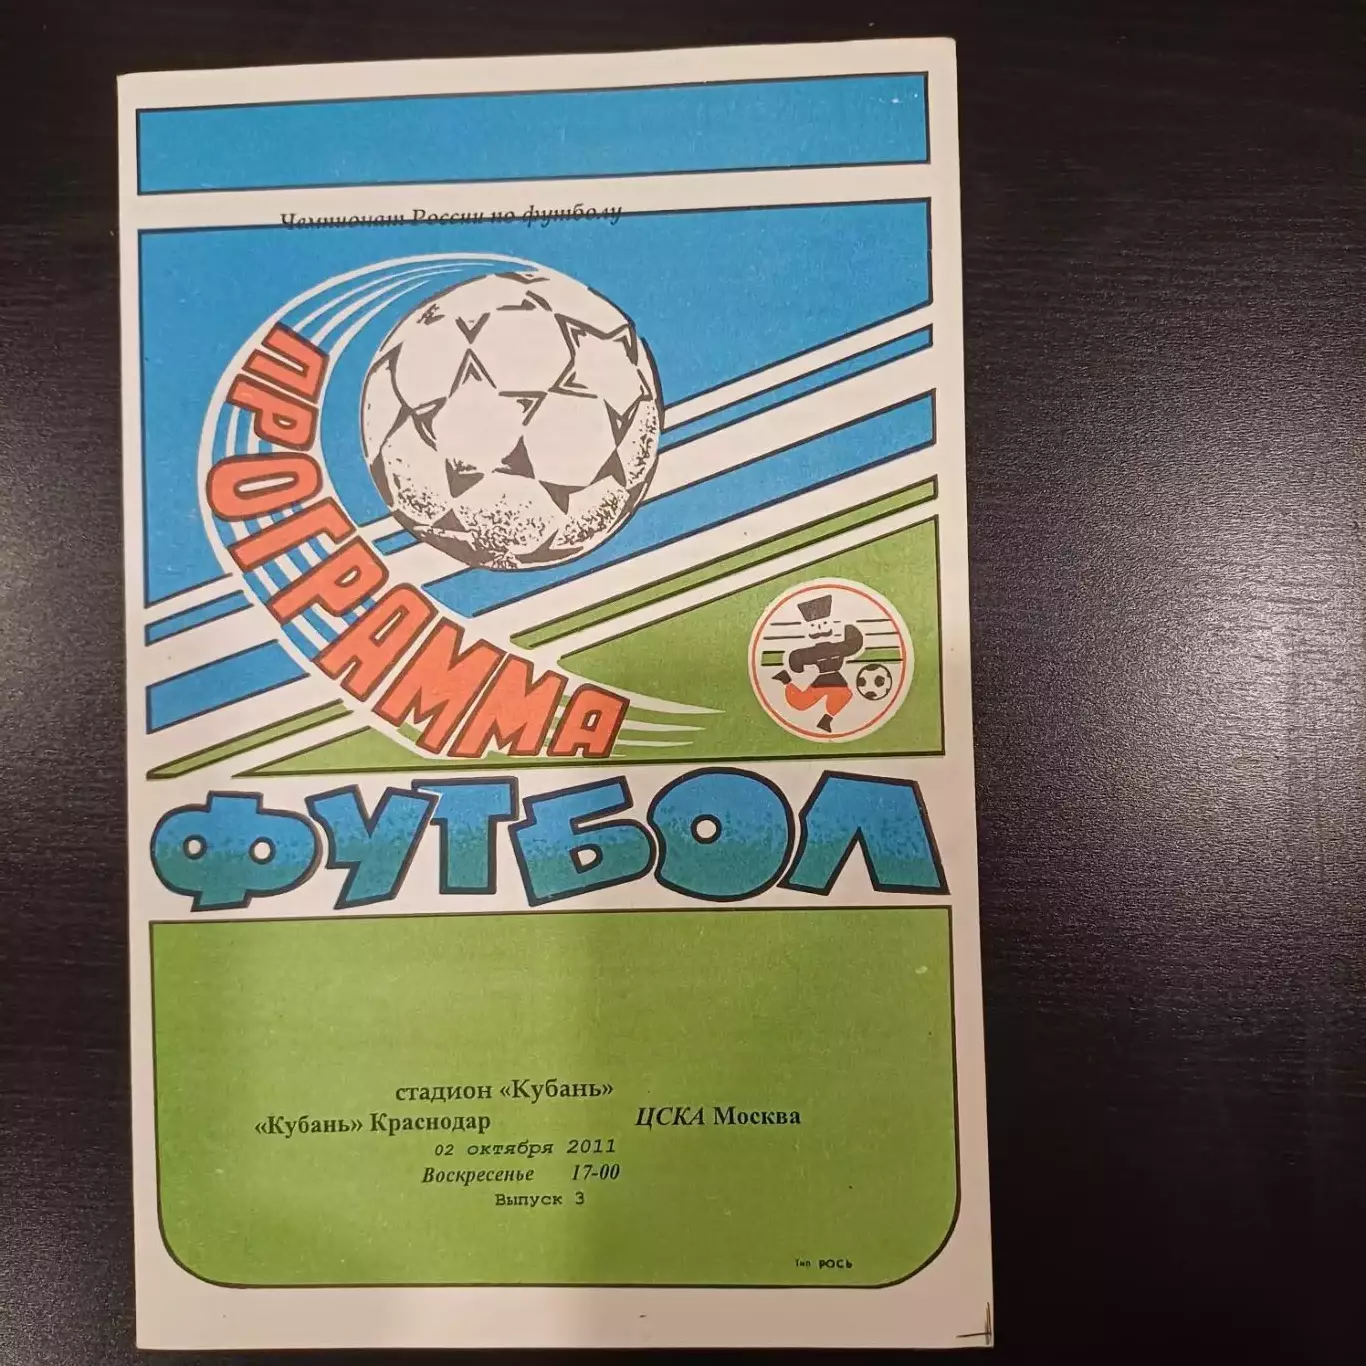 Чемпионат России по футболу
ПРОГРАММА
ФУТБОЛ
стадион «Кубань»
«Кубань» Краснодар ЦСКА Москва
02 октября 2011
Воскресенье 17-00
Выпуск 3
Тип РОСЬ